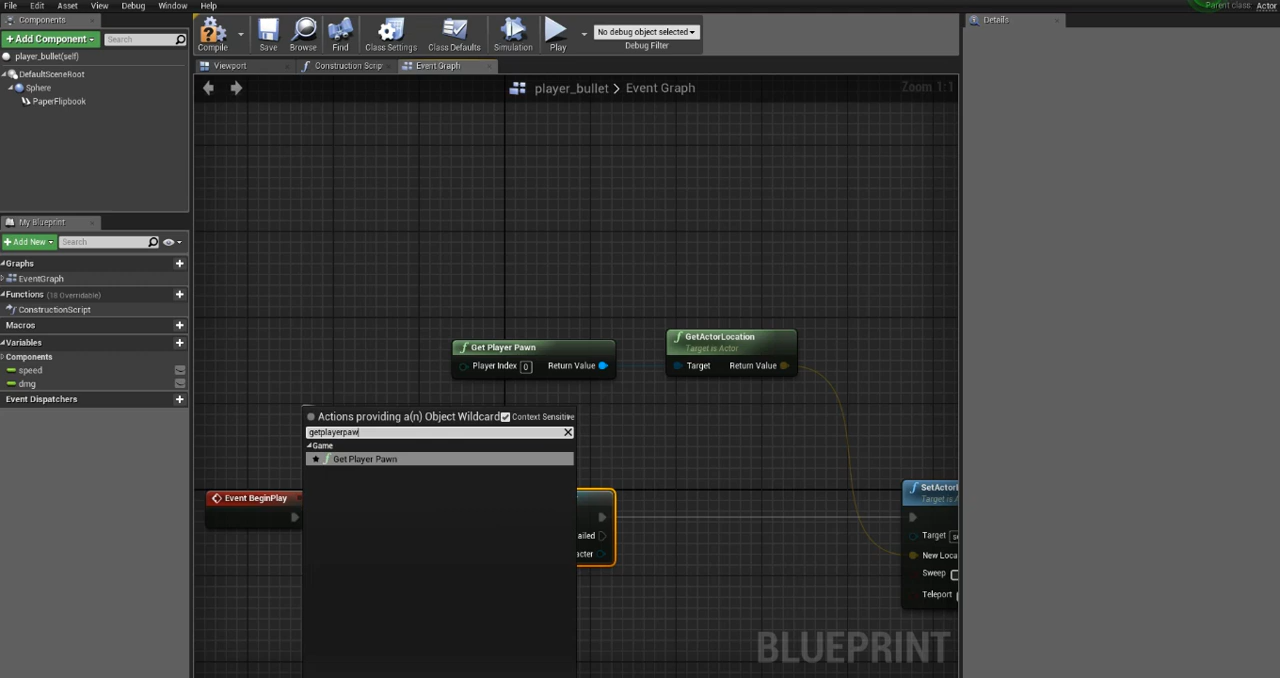 File Edit Asset View Debug Window Help
Parent class: Actor
Components
+ Add Component
Search
player_bullet(self)
DefaultSceneRoot
Sphere
PaperFlipbook
Compile Save Browse Find Class Settings Class Defaults Simulation Play
No debug object selected
Debug Filter
Viewport
Construction Scrip
Event Graph
player_bullet > Event Graph
Zoom 1:1
Details
My Blueprint
+ Add New
Search
Graphs
EventGraph
Functions (18 Overridable)
ConstructionScript
Macros
Variables
Components
speed
dmg
Event Dispatchers
Get Player Pawn
Player Index 0 Return Value
GetActorLocation
Target is Actor
Target Return Value
Actions providing a(n) Object Wildcard
Context Sensitive
getplayerpaw
Game
Get Player Pawn
Event BeginPlay
ailed
acter
SetActorl
Target is A
Target se
New Loca
Sweep
Teleport
BLUEPRINT